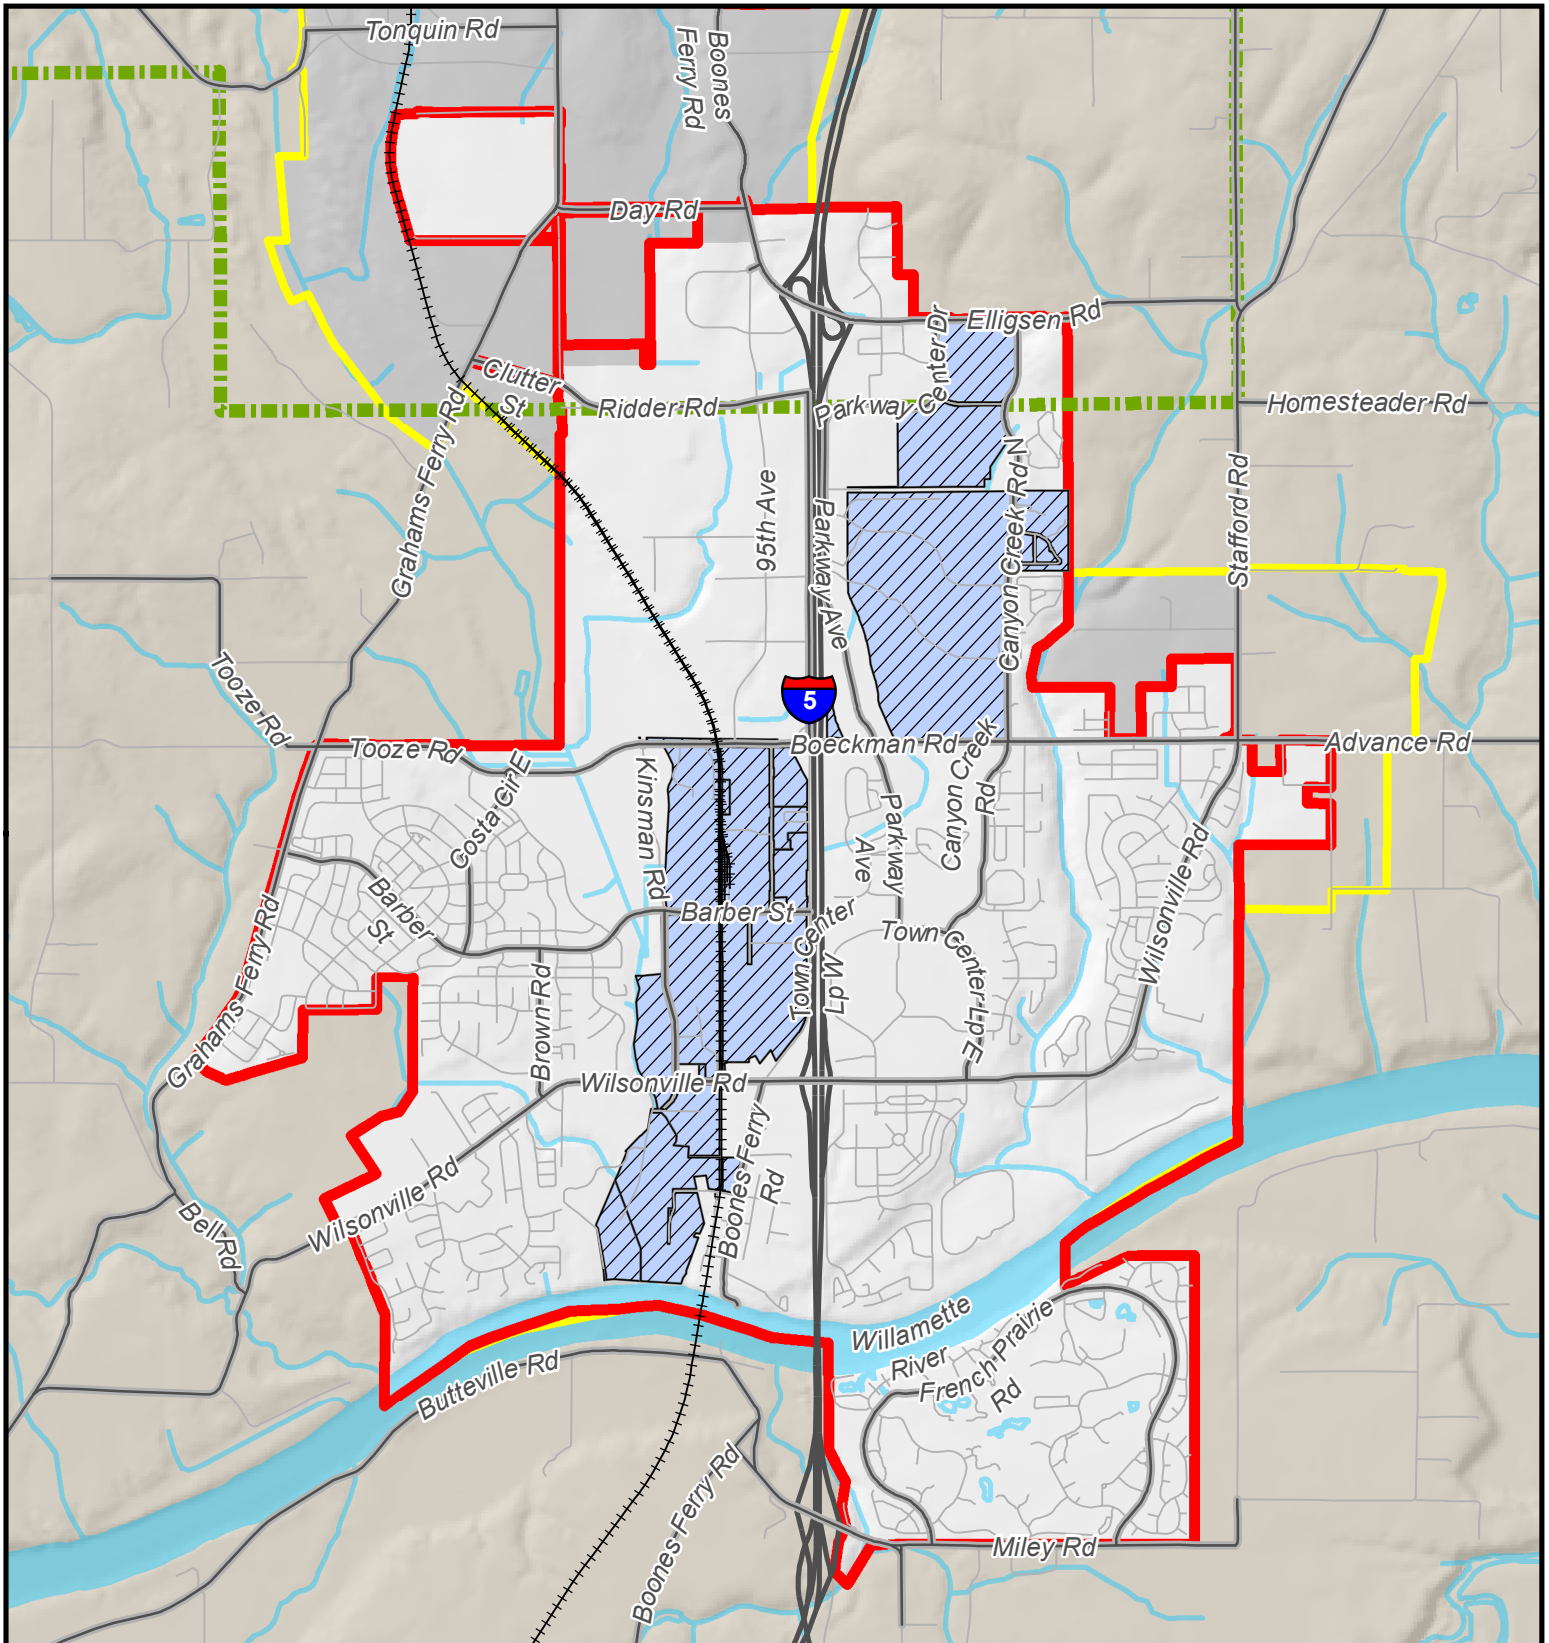 Tonquin Rd
Boones
Ferry Rd
Day Rd
Elligsen Rd
Parkway Center Dr
Clutter
St
Ridder Rd
Homesteader Rd
Grahams Ferry Rd
95th Ave
Parkway Ave
Canyon Creek Rd N
Stafford Rd
Tooze Rd
5
Tooze Rd
Boeckman Rd
Advance Rd
Costa Cir E
Kinsman Rd
Canyon Creek
Rd
Parkway
Ave
Wilsonville Rd
Barber
St
Barber St
Town Center
Lp W
Town Center Lp E
Grahams Ferry Rd
Brown Rd
Wilsonville Rd
Boones Ferry
Rd
Wilsonville Rd
Bell Rd
Willamette
River
French Prairie
Rd
Butteville Rd
Boones Ferry Rd
Miley Rd